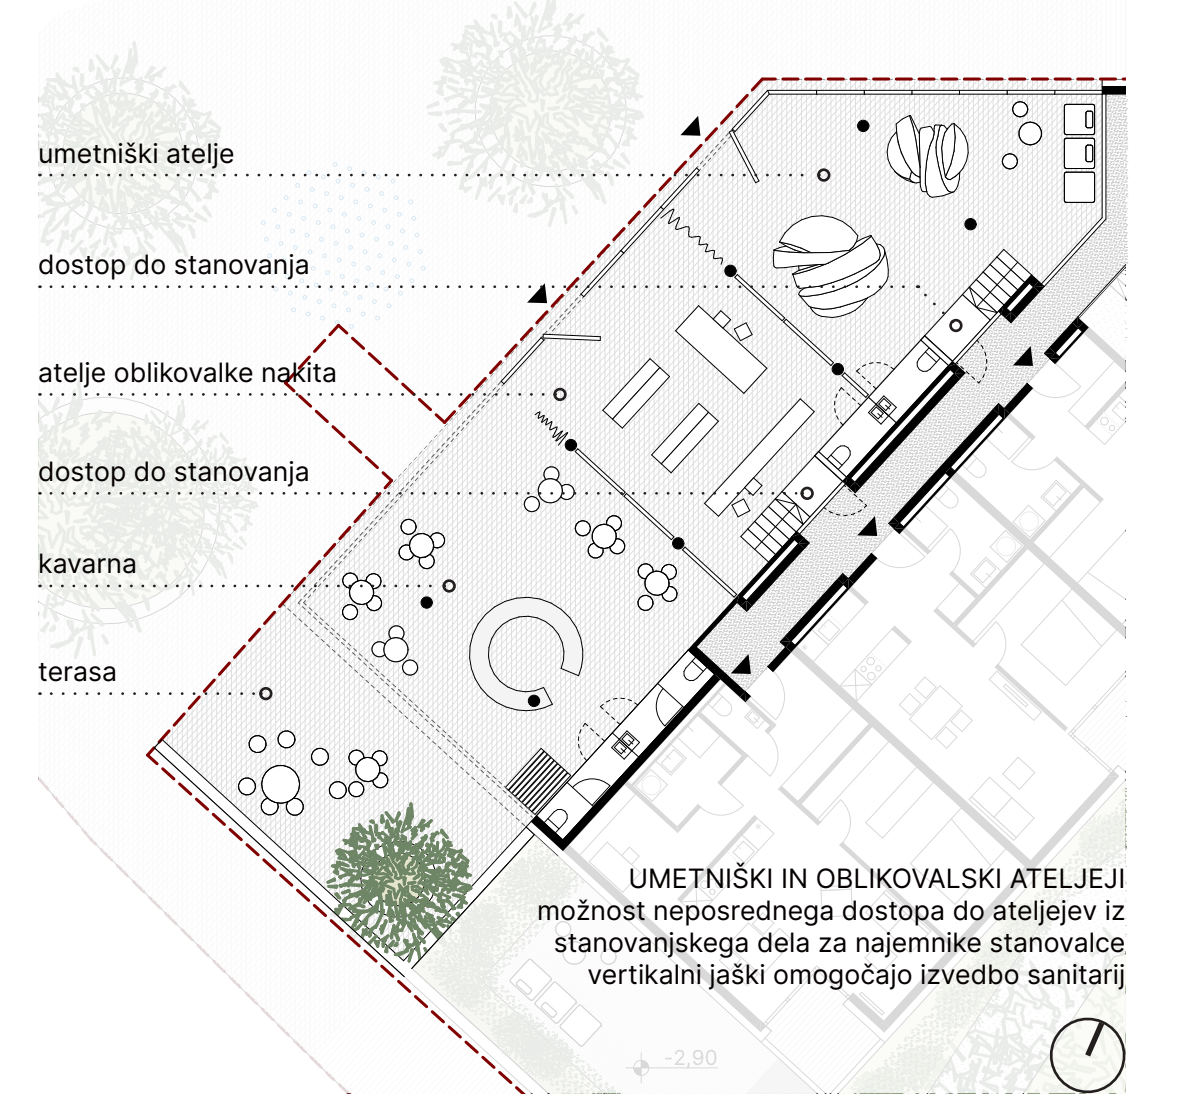 umetniški atelje
dostop do stanovanja
atelje oblikovalke nakita
dostop do stanovanja
kavarna
terasa
UMETNIŠKI IN OBLIKOVALSKI ATELJEJI
možnost neposrednega dostopa do ateljejev iz
stanovanjskega dela za najemnike stanovalce
vertikalni jaški omogočajo izvedbo sanitarij
-2,90